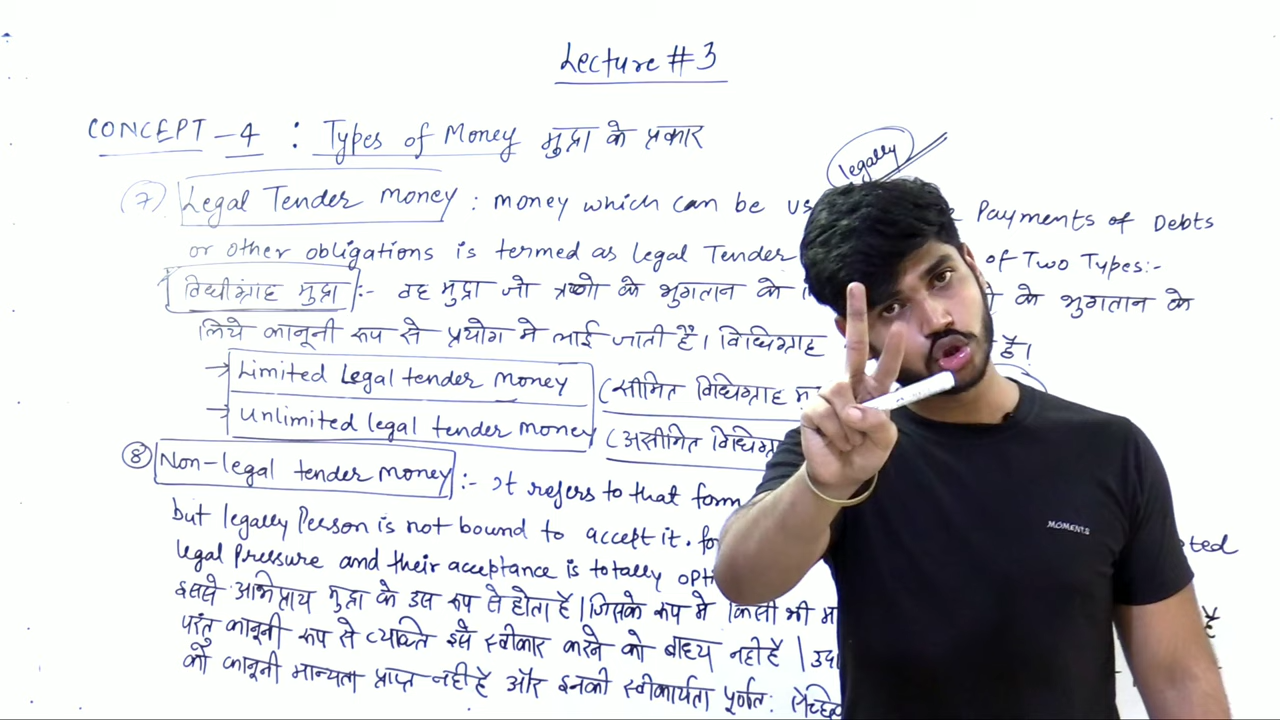 Lecture #3
CONCEPT-4 : Types of Money मुद्रा के प्रकार
legally
(7) Legal Tender Money : money which can be us Payments of Debts
or other obligations is termed as legal Tender of Two Types:-
विधीग्राह मुद्रा :- वह मुद्रा जो ऋणो के भुगतान के के भुगतान के
लिये कानूनी रूप से प्रयोग मे लाई जाती है। विधिग्राह है।
→ Limited Legal tender money (सीमित विधिग्राह मु
→ Unlimited legal tender money (असीमित विधिग्रा
(8) Non-legal tender money :- It refers to that form
but legally Person is not bound to accept it. for pted
legal Pressure and their acceptance is totally opti
इससे अभिप्राय मुद्रा के उस रूप से होता है। जिसके रूप मे किसी भी मा है
परंतु कानूनी रूप से व्यक्ति इसे स्वीकार करने को बाध्य नही है। उदा
को कानूनी मान्यता प्राप्त नही है और इनकी स्वीकार्यता पूर्णत: ऐच्छि
MOMENTS